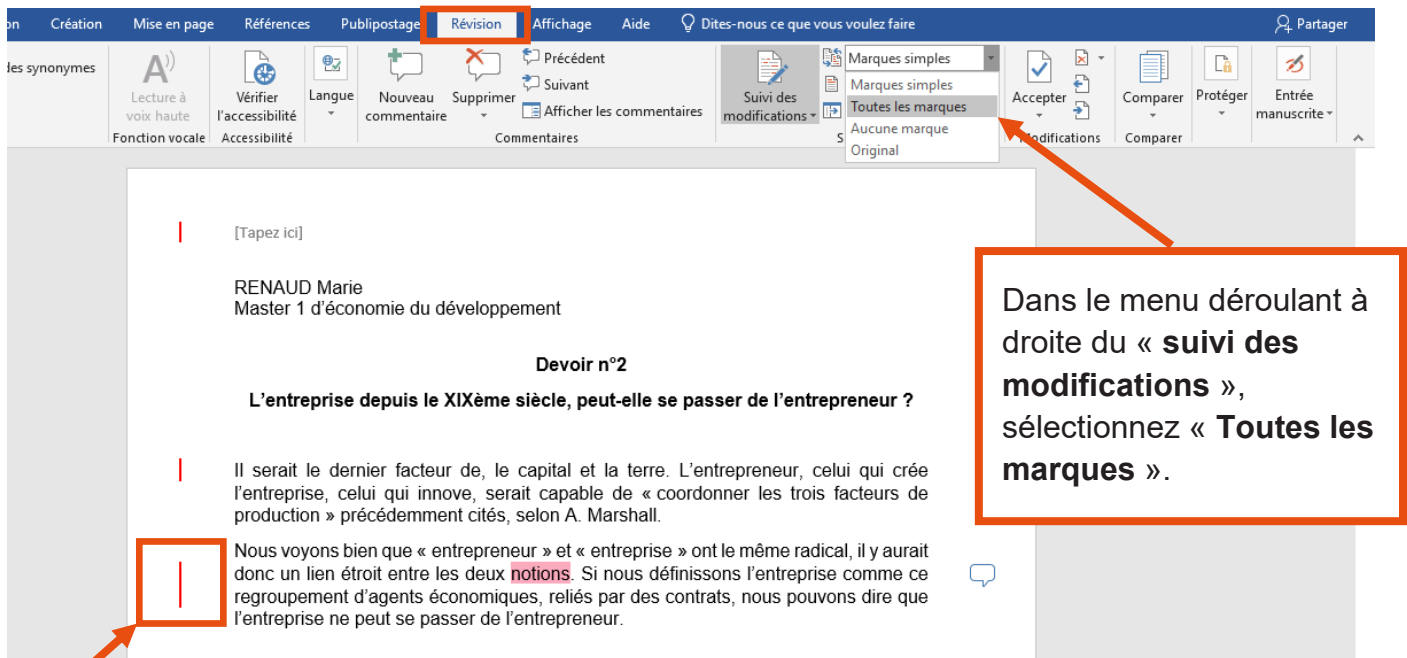 on Création Mise en page Références Publipostage Révision Affichage Aide Dites-nous ce que vous voulez faire Partager
des synonymes
Lecture à voix haute
Fonction vocale
Vérifier l'accessibilité
Accessibilité
Langue
Nouveau commentaire
Supprimer
Précédent
Suivant
Afficher les commentaires
Commentaires
Suivi des modifications
Marques simples
Marques simples
Toutes les marques
Aucune marque
Original
S
Accepter
Modifications
Comparer
Comparer
Protéger
Entrée manuscrite
[Tapez ici]
RENAUD Marie
Master 1 d’économie du développement
Devoir n°2
L’entreprise depuis le XIXème siècle, peut-elle se passer de l’entrepreneur ?
Il serait le dernier facteur de, le capital et la terre. L’entrepreneur, celui qui crée
l’entreprise, celui qui innove, serait capable de « coordonner les trois facteurs de
production » précédemment cités, selon A. Marshall.
Nous voyons bien que « entrepreneur » et « entreprise » ont le même radical, il y aurait
donc un lien étroit entre les deux notions. Si nous définissons l’entreprise comme ce
regroupement d’agents économiques, reliés par des contrats, nous pouvons dire que
l’entreprise ne peut se passer de l’entrepreneur.
Dans le menu déroulant à
droite du « suivi des
modifications »,
sélectionnez « Toutes les
marques ».